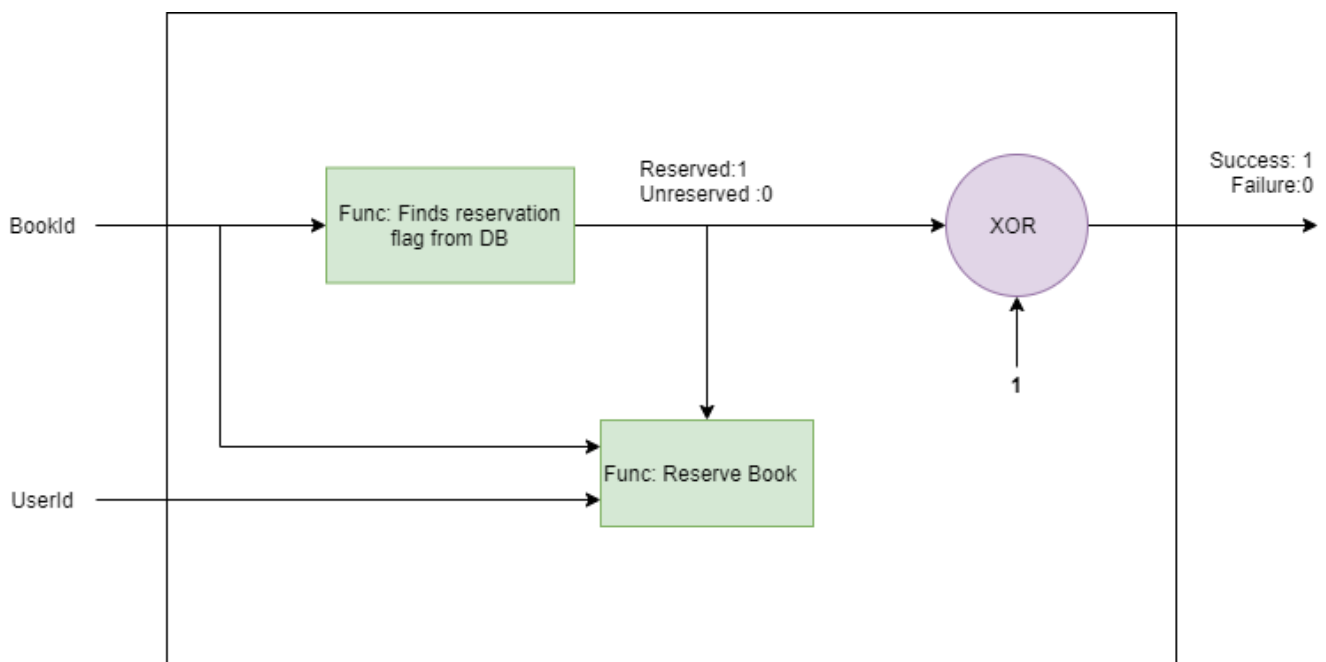 Reserved:1
Unreserved :0
Success: 1
Failure:0
BookId
Func: Finds reservation
flag from DB
XOR
1
Func: Reserve Book
UserId